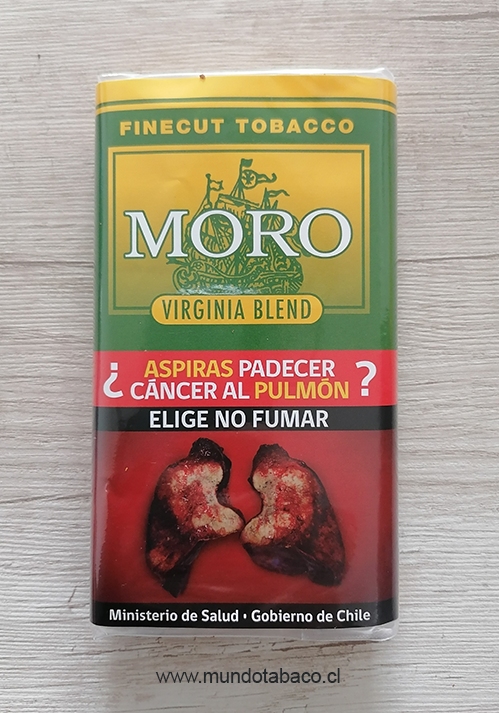 FINECUT TOBACCO
MORO
VIRGINIA BLEND
¿ ASPIRAS PADECER
CÁNCER AL PULMÓN ?
ELIGE NO FUMAR
Ministerio de Salud • Gobierno de Chile
www.mundotabaco.cl